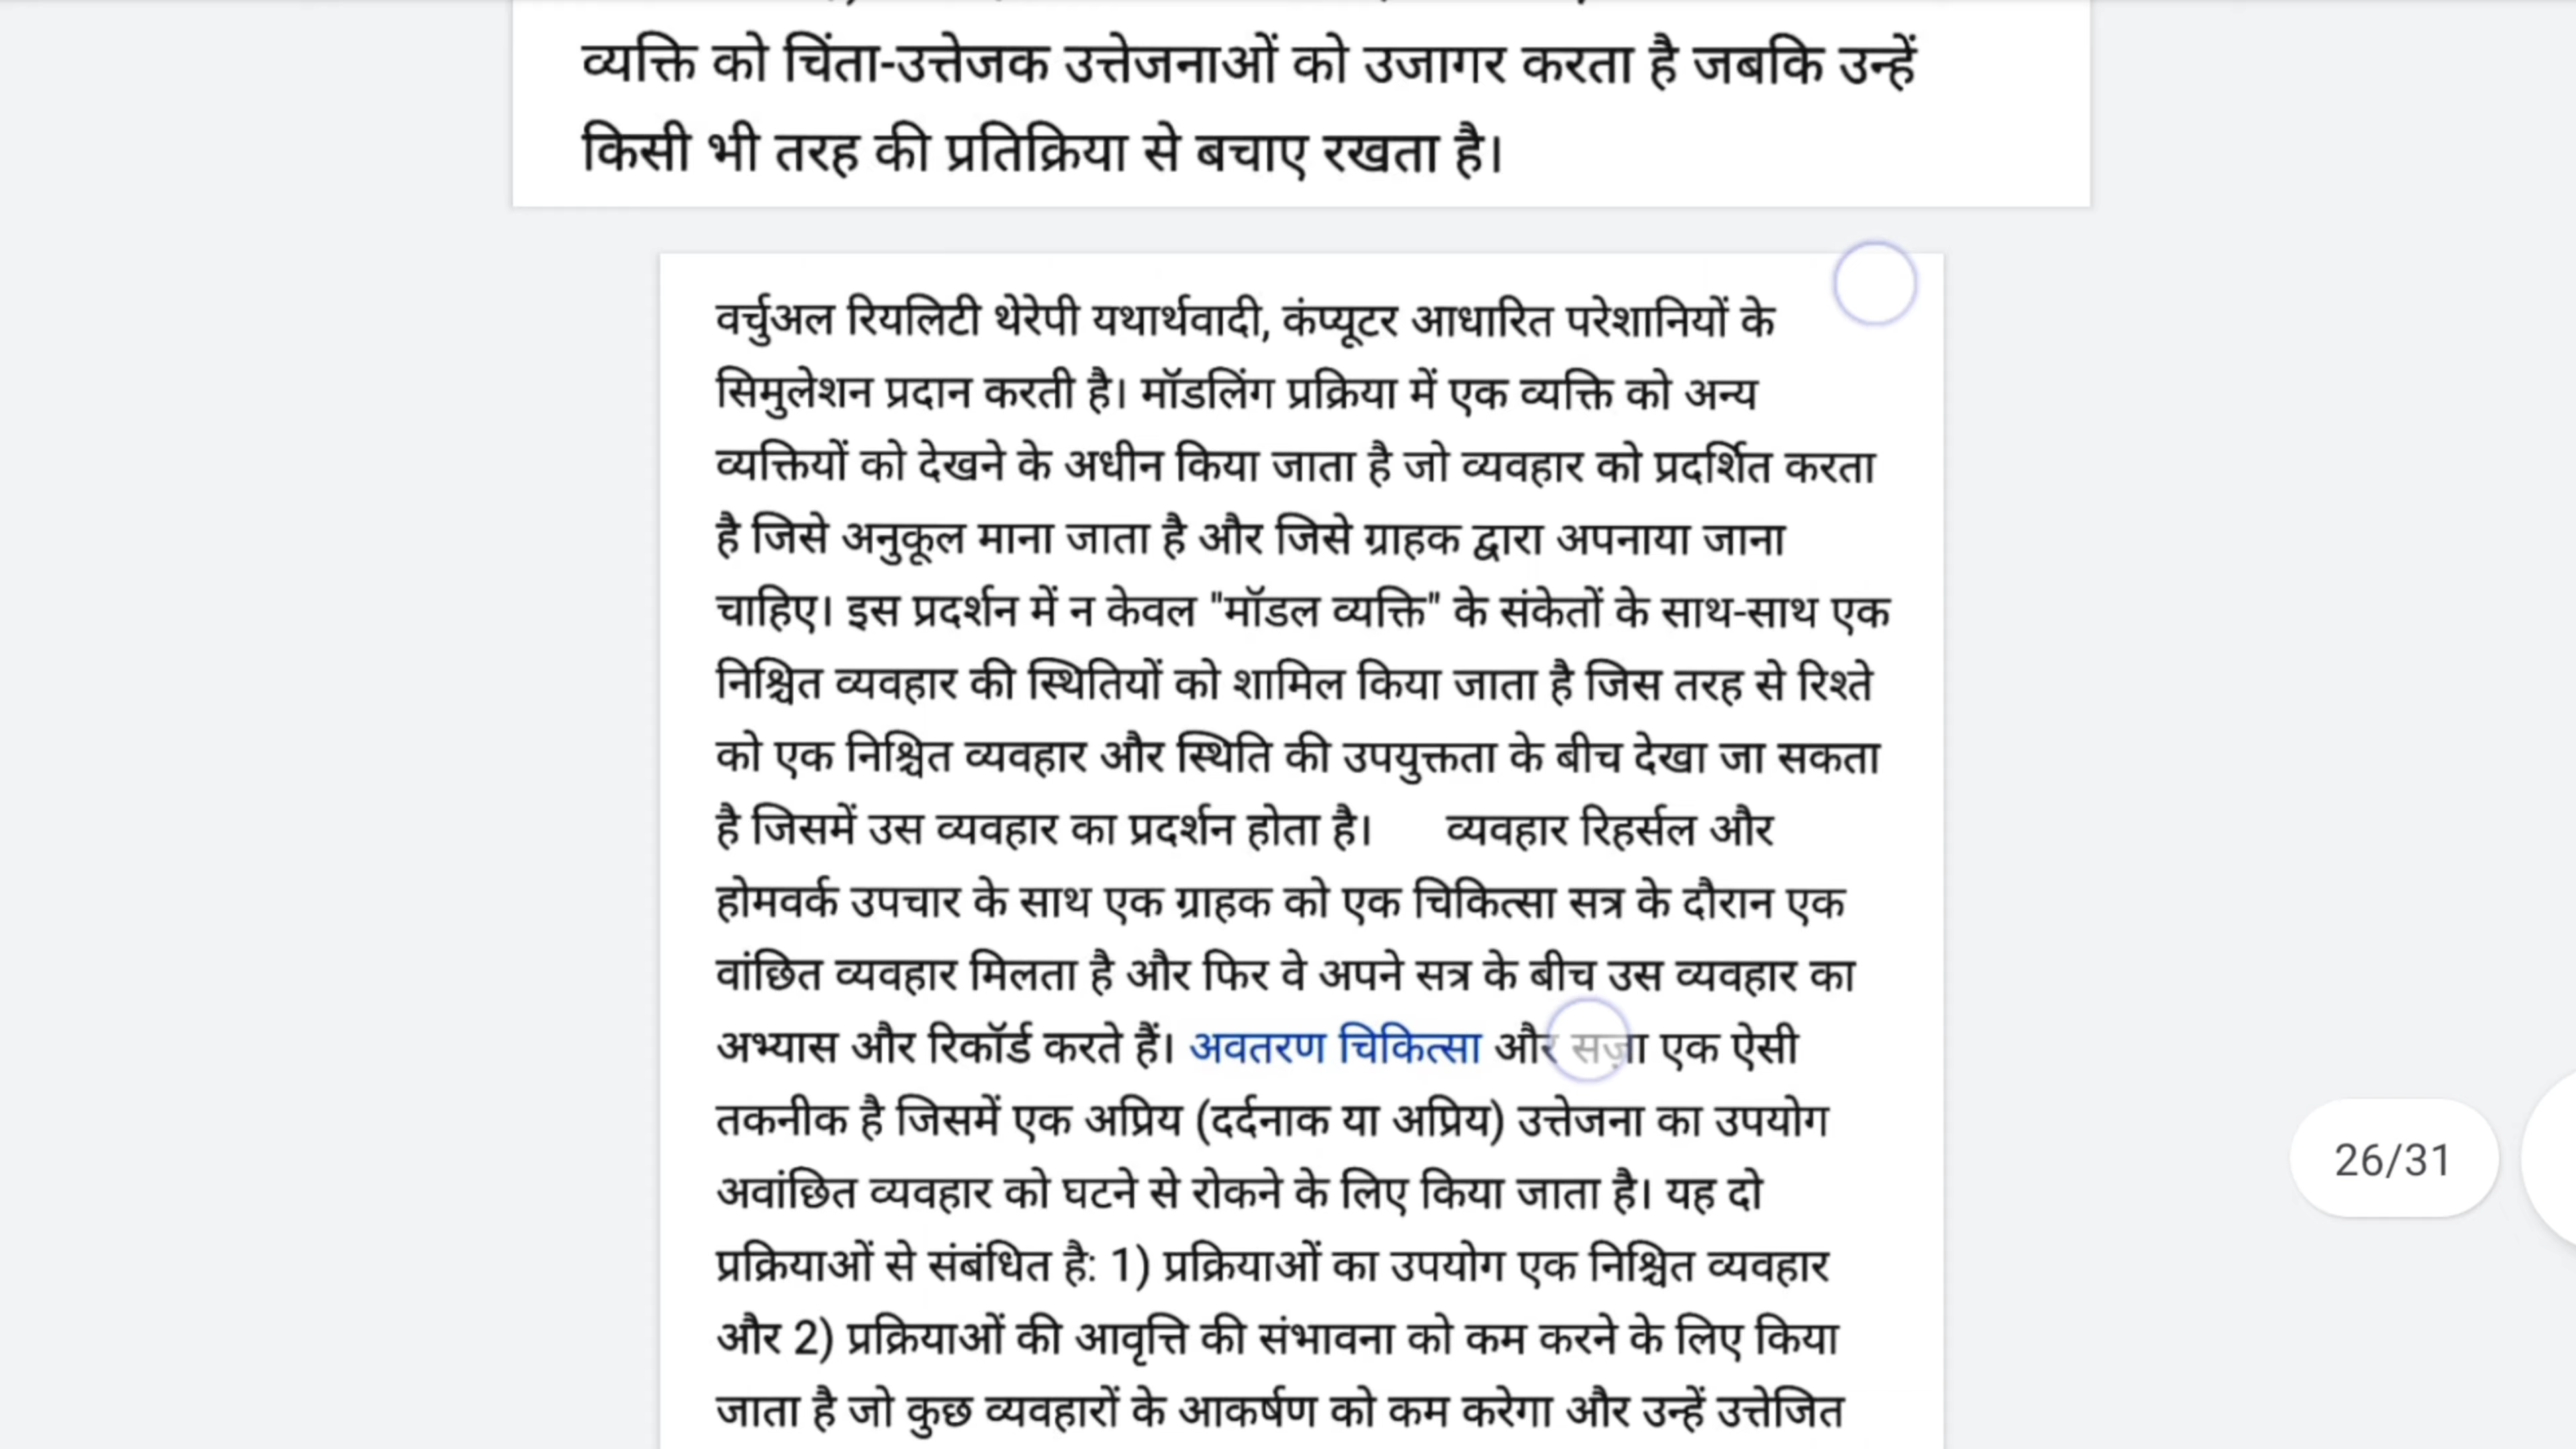 व्यक्ति को चिंता-उत्तेजक उत्तेजनाओं को उजागर करता है जबकि उन्हें
किसी भी तरह की प्रतिक्रिया से बचाए रखता है।
वर्चुअल रियलिटी थेरेपी यथार्थवादी, कंप्यूटर आधारित परेशानियों के
सिमुलेशन प्रदान करती है। मॉडलिंग प्रक्रिया में एक व्यक्ति को अन्य
व्यक्तियों को देखने के अधीन किया जाता है जो व्यवहार को प्रदर्शित करता
है जिसे अनुकूल माना जाता है और जिसे ग्राहक द्वारा अपनाया जाना
चाहिए। इस प्रदर्शन में न केवल "मॉडल व्यक्ति" के संकेतों के साथ-साथ एक
निश्चित व्यवहार की स्थितियों को शामिल किया जाता है जिस तरह से रिश्ते
को एक निश्चित व्यवहार और स्थिति की उपयुक्तता के बीच देखा जा सकता
है जिसमें उस व्यवहार का प्रदर्शन होता है। व्यवहार रिहर्सल और
होमवर्क उपचार के साथ एक ग्राहक को एक चिकित्सा सत्र के दौरान एक
वांछित व्यवहार मिलता है और फिर वे अपने सत्र के बीच उस व्यवहार का
अभ्यास और रिकॉर्ड करते हैं। अवतरण चिकित्सा और सज़ा एक ऐसी
तकनीक है जिसमें एक अप्रिय (दर्दनाक या अप्रिय) उत्तेजना का उपयोग
अवांछित व्यवहार को घटने से रोकने के लिए किया जाता है। यह दो
प्रक्रियाओं से संबंधित है: 1) प्रक्रियाओं का उपयोग एक निश्चित व्यवहार
और 2) प्रक्रियाओं की आवृत्ति की संभावना को कम करने के लिए किया
जाता है जो कुछ व्यवहारों के आकर्षण को कम करेगा और उन्हें उत्तेजित
26/31